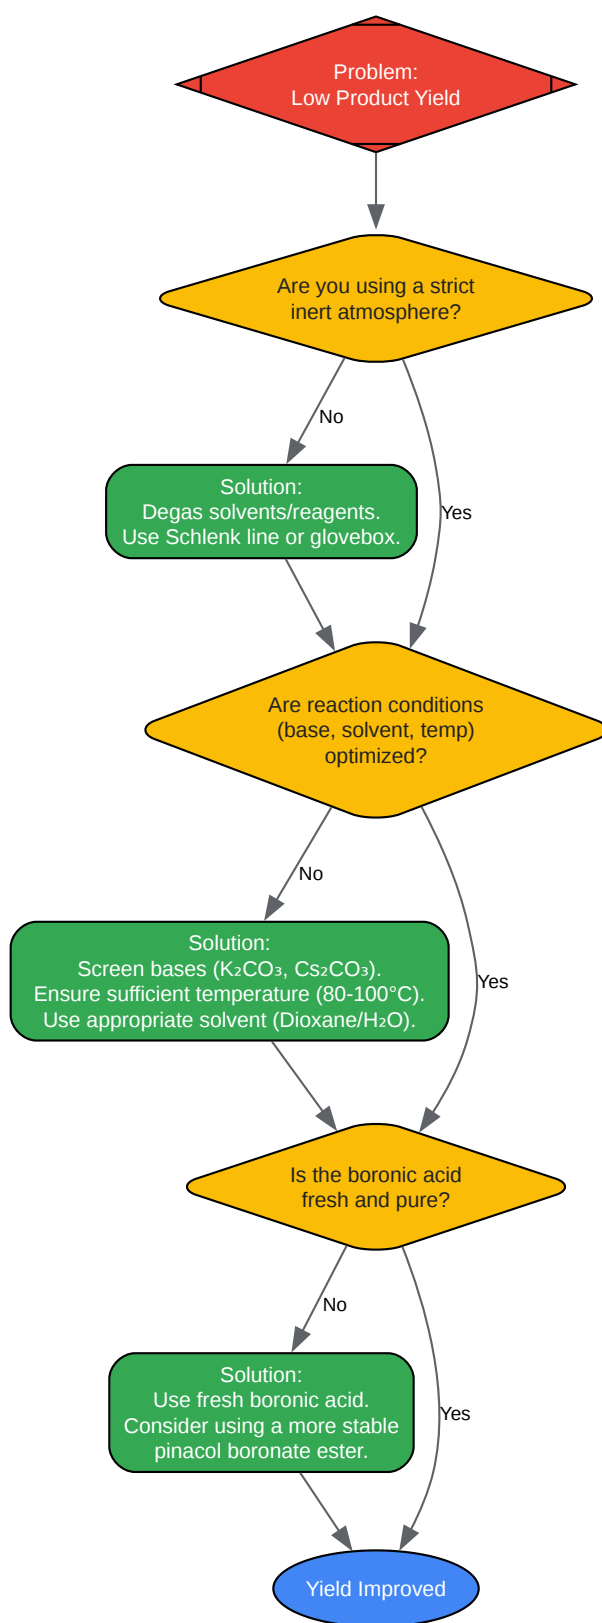 Problem:
Low Product Yield
Are you using a strict
inert atmosphere?
No
Solution:
Degas solvents/reagents.
Use Schlenk line or glovebox.
Yes
Are reaction conditions
(base, solvent, temp)
optimized?
No
Solution:
Screen bases (K₂CO₃, Cs₂CO₃).
Ensure sufficient temperature (80-100°C).
Use appropriate solvent (Dioxane/H₂O).
Yes
Is the boronic acid
fresh and pure?
No
Solution:
Use fresh boronic acid.
Consider using a more stable
pinacol boronate ester.
Yes
Yield Improved